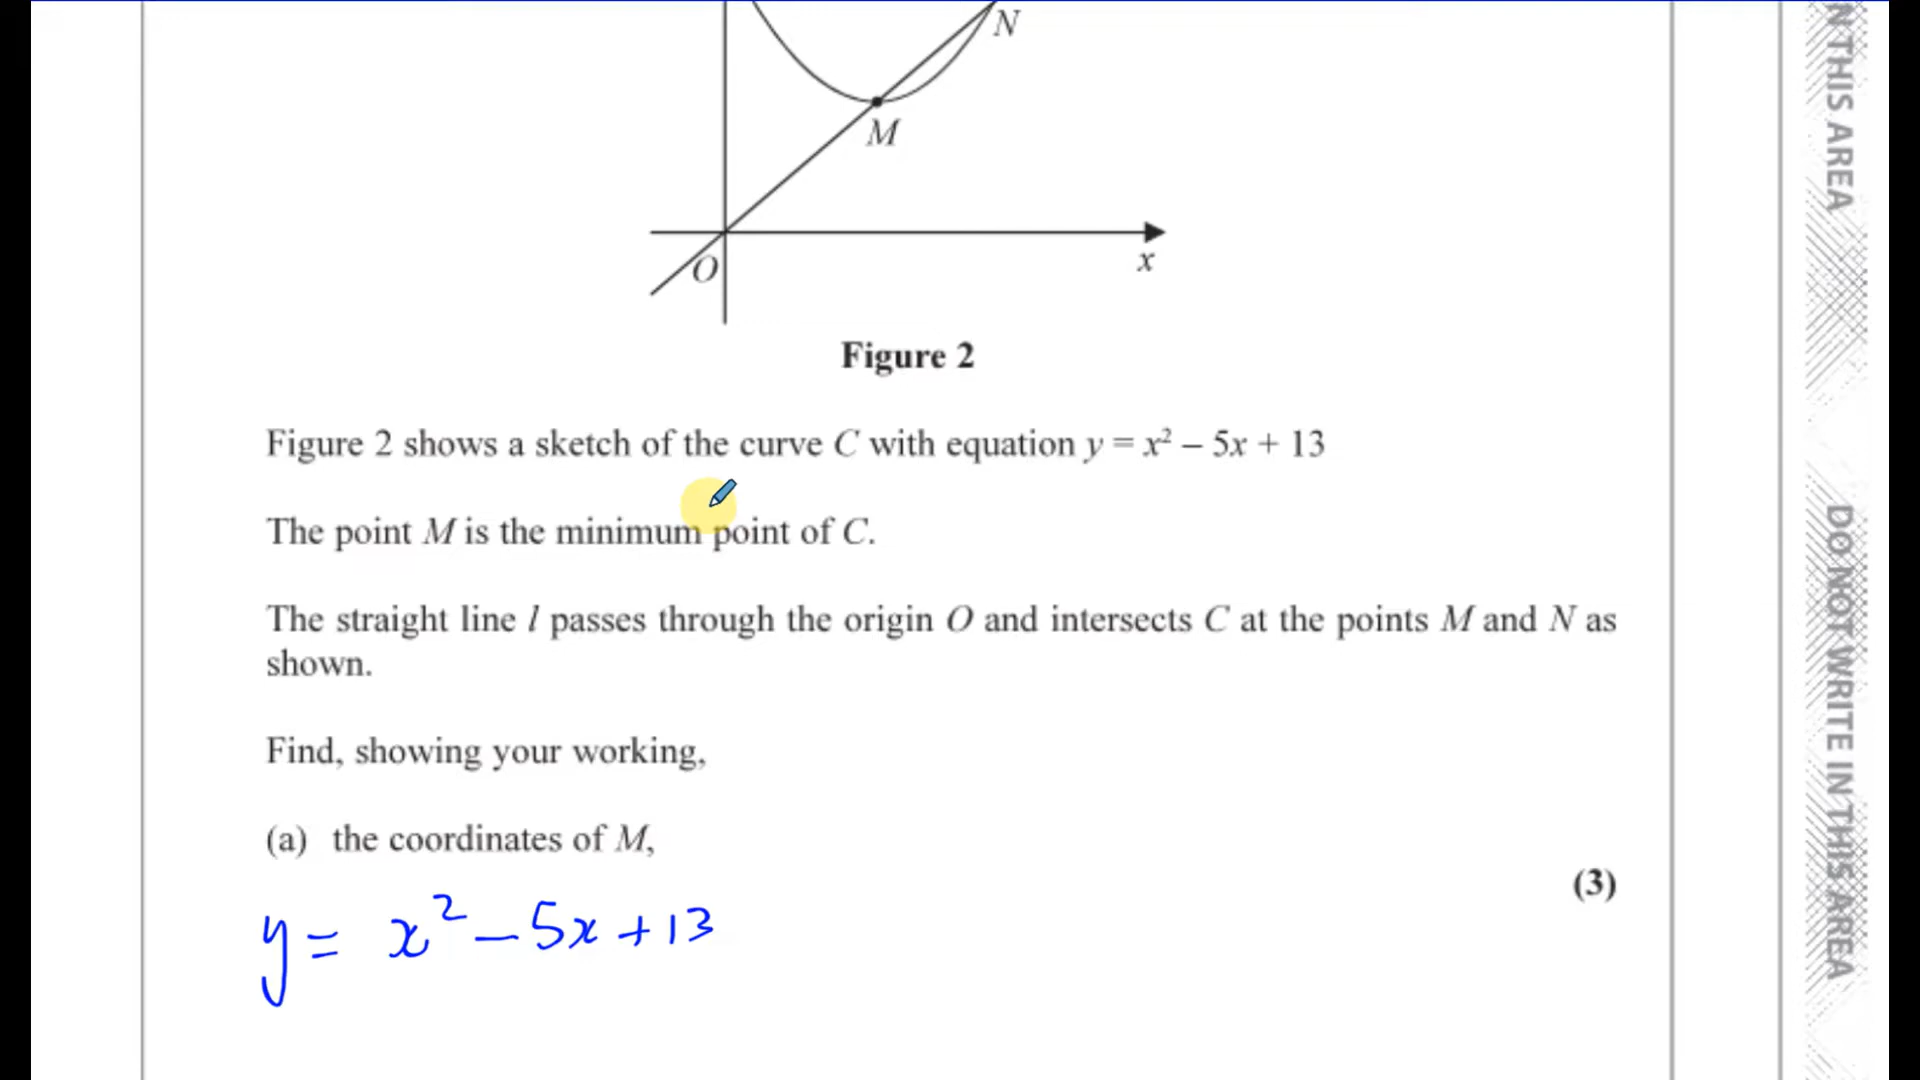 N
M
O
x
Figure 2
Figure 2 shows a sketch of the curve C with equation y = x² – 5x + 13
The point M is the minimum point of C.
The straight line l passes through the origin O and intersects C at the points M and N as
shown.
Find, showing your working,
(a) the coordinates of M,
(3)
y = x² – 5x + 13
N THIS AREA
DO NOT WRITE IN THIS AREA